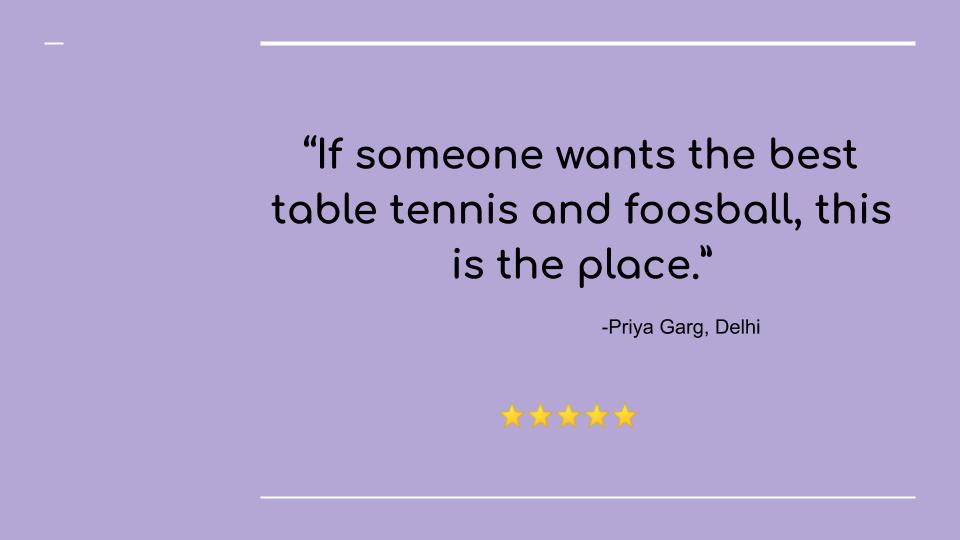 “If someone wants the best
table tennis and foosball, this
is the place.”
-Priya Garg, Delhi